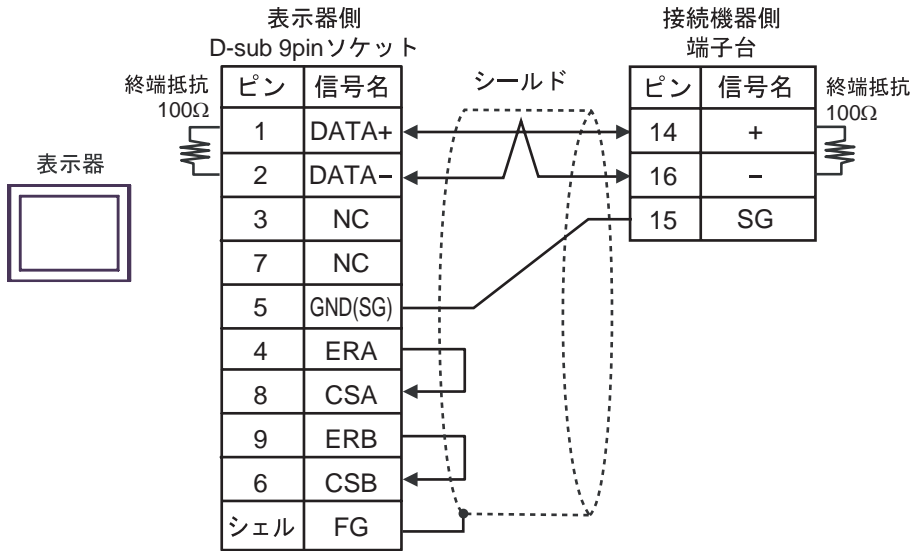 表示器側
D-sub 9pinソケット
接続機器側
端子台
終端抵抗
100Ω
ピン 信号名
1 DATA+
2 DATA−
3 NC
7 NC
5 GND(SG)
4 ERA
8 CSA
9 ERB
6 CSB
シェル FG
シールド
ピン 信号名
14 +
16 −
15 SG
終端抵抗
100Ω
表示器